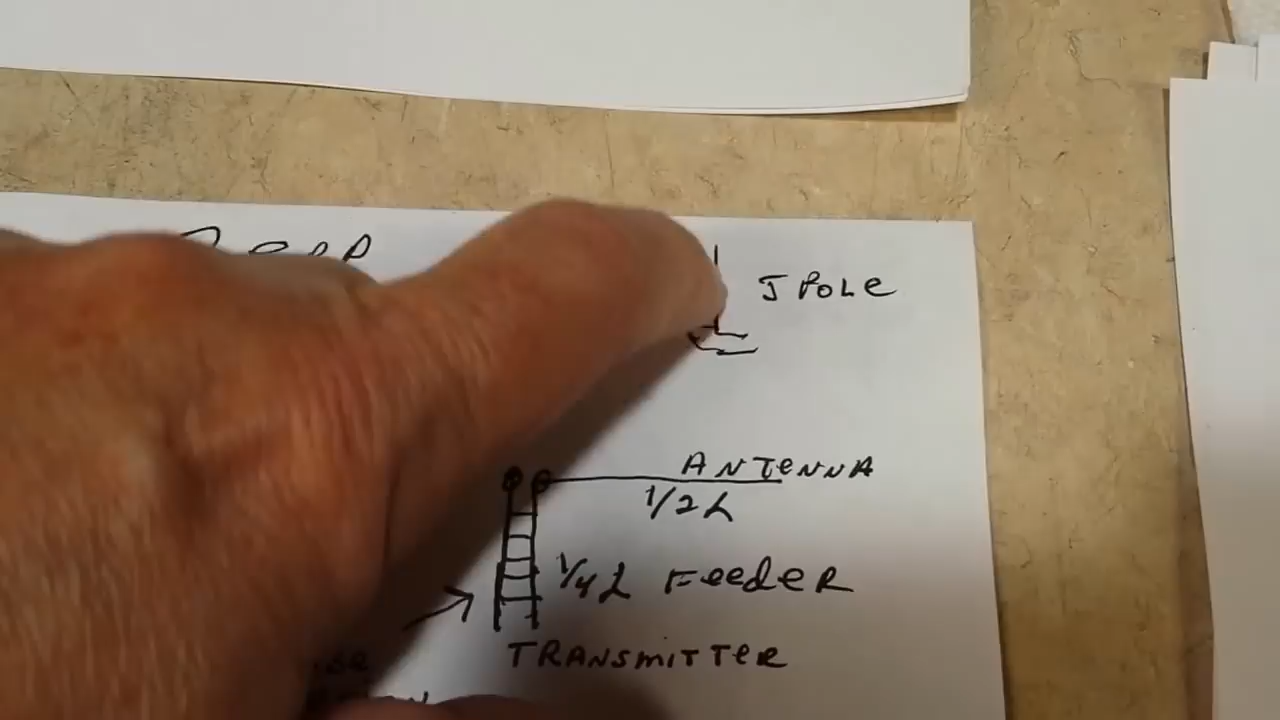 J POLE
ANTENNA
1/2 L
1/4 L FEEDER
TRANSMITTER